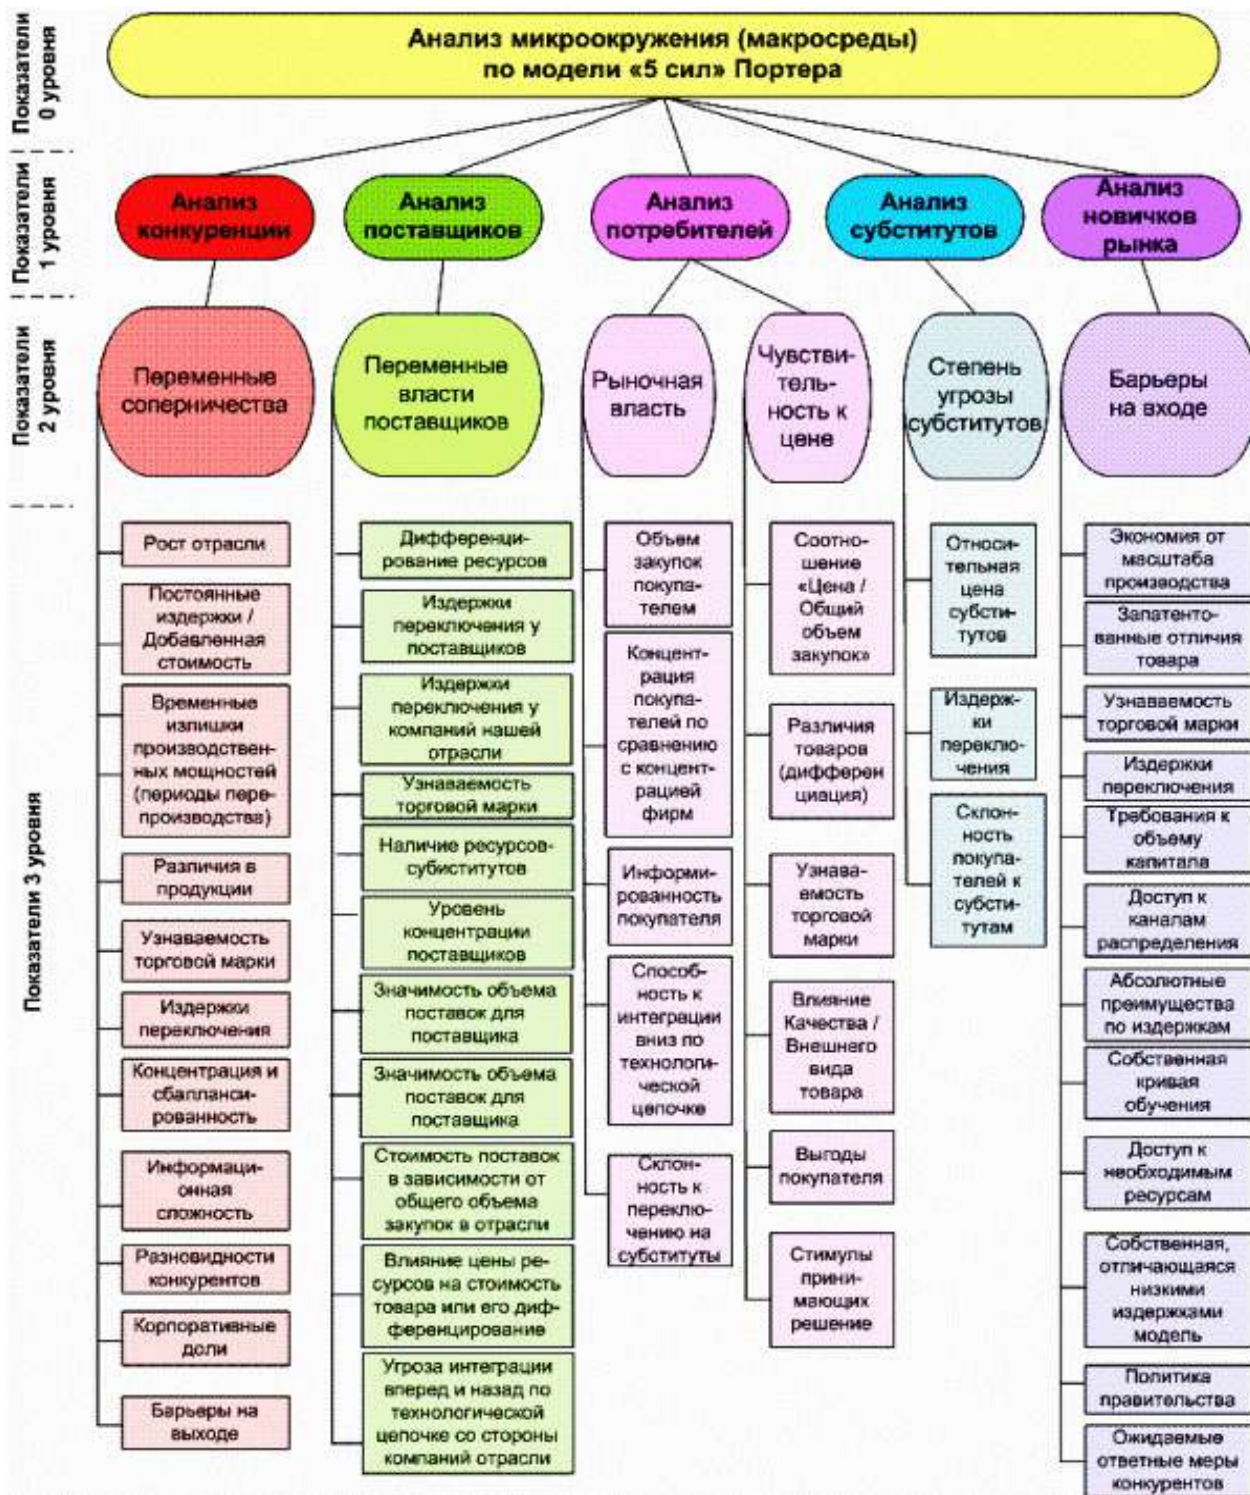 Показатели
0 уровня
Анализ микроокружения (макросреды)
по модели «5 сил» Портера
Показатели
1 уровня
Анализ
конкуренции
Анализ
поставщиков
Анализ
потребителей
Анализ
субститутов
Анализ
новичков
рынка
Показатели
2 уровня
Переменные
соперничества
Переменные
власти
поставщиков
Рыночная
власть
Чувстви-
тель-
ность к
цене
Степень
угрозы
субститутов
Барьеры
на входе
Показатели 3 уровня
Рост отрасли
Постоянные
издержки /
Добавленная
стоимость
Временные
излишки
производствен-
ных мощностей
(периоды пере-
производства)
Различия в
продукции
Узнаваемость
торговой марки
Издержки
переключения
Концентрация и
сбаплансi-
рованность
Информаци-
онная
сложность
Разновидности
конкурентов
Корпоративные
доли
Барьеры на
выходе
Дифференци-
рование ресурсов
Издержки
переключения у
поставщиков
Издержки
переключения у
компаний нашей
отрасли
Узнаваемость
торговой марки
Наличие ресурсов-
субиститутов
Уровень
концентрации
поставщиков
Значимость объема
поставок для
поставщика
Значимость объема
поставок для
поставщика
Стоимость поставок
в зависимости от
общего объема
закупок в отрасли
Влияние цены ре-
сурсов на стоимость
товара или его диф-
ференцирование
Угроза интеграции
вперед и назад по
технологической
цепочке со стороны
компаний отрасли
Объем
закупок
покупа-
телем
Концент-
рация
покупа-
телей по
сравнению
с концент-
рацией
фирм
Информи-
рованность
покупателя
Способ-
ность к
интеграции
вниз по
технологи-
ческой
цепочке
Склон-
ность к
переклю-
чению на
субституты
Соотно-
шение
«Цена /
Общий
объем
закупок»
Различия
товаров
(дифферен
циация)
Узнава-
емость
торговой
марки
Влияние
Качества /
Внешнего
вида
товара
Выгоды
покупателя
Стимулы
прини-
мающих
решение
Относи-
тельная
цена
субсти-
тутов
Издерж-
ки
переклю-
чения
Склон-
ность
покупа-
телей к
субсти-
тутам
Экономия от
масштаба
производства
Запатенто-
ванные отличия
товара
Узнаваемость
торговой марки
Издержки
переключения
Требования к
объему
капитала
Доступ к
каналам
распределения
Абсолютные
преимущества
по издержкам
Собственная
кривая
обучения
Доступ к
необходимым
ресурсам
Собственная,
отличающаяся
низкими
издержками
модель
Политика
правительства
Ожидаемые
ответные меры
конкурентов